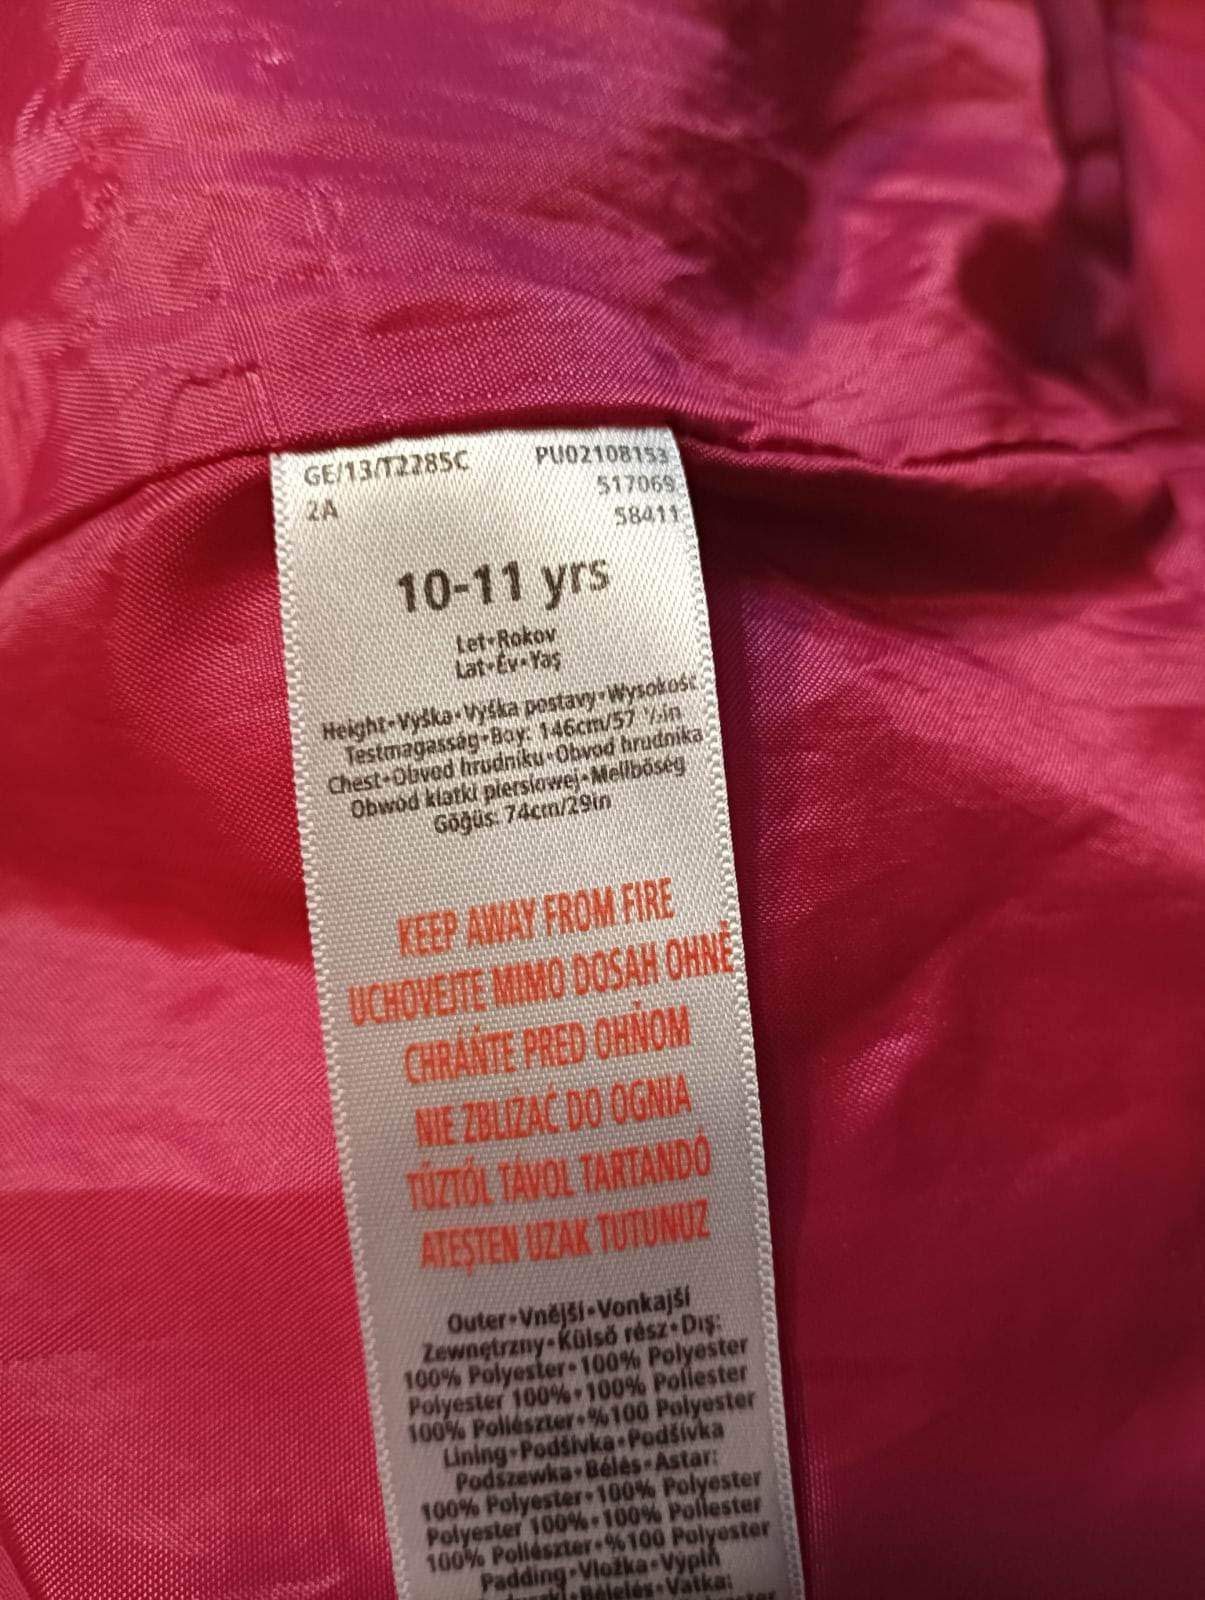 GE/13/T2285C PU02108153
2A 517069
58411
10-11 yrs
Let•Rokov
Lat•Év•Yaş
Height•Výška•Výška postavy•Wysokość
Testmagasság•Boy: 146cm/57 ½in
Chest•Obvod hrudníku•Obvod hrudníka
Obwód klatki piersiowej•Mellbőség
Göğüs: 74cm/29in
KEEP AWAY FROM FIRE
UCHOVEJTE MIMO DOSAH OHNĚ
CHRÁŇTE PRED OHŇOM
NIE ZBLIŻAĆ DO OGNIA
TŰZTŐL TÁVOL TARTANDÓ
ATEŞTEN UZAK TUTUNUZ
Outer•Vnější•Vonkajší
Zewnętrzny•Külső rész•Dış:
100% Polyester•100% Polyester
Polyester 100%•100% Poliester
100% Poliészter•%100 Polyester
Lining•Podšívka•Podšívka
Podszewka•Bélés•Astar:
100% Polyester•100% Polyester
Polyester 100%•100% Poliester
100% Poliészter•%100 Polyester
Padding•Vložka•Výplň
Bélelés•Vatka: